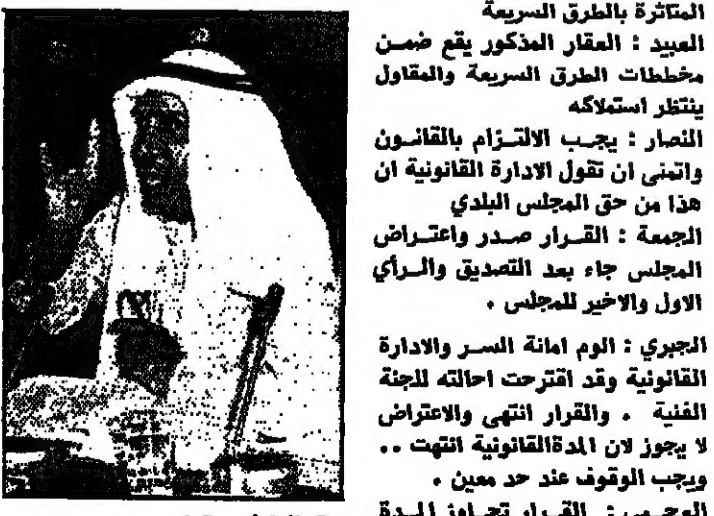 المتاثرة بالطرق السريعة
العبيد : العقار المذكور يقع ضمن
مخططات الطرق السريعة والمقاول
ينتظر استملاكه
النصار : يجب الالتزام بالقانون
واتمنى ان تقول الادارة القانونية ان
هذا من حق المجلس البلدي
الجمعة : القرار صدر واعتراض
المجلس جاء بعد التصديق والرأي
الاول والاخير للمجلس .
الجبري : الوم امانة السر والادارة
القانونية وقد اقترحت احالته للجنة
الفنية . والقرار انتهى والاعتراض
لا يجوز لان المدةالقانونية انتهت ..
ويجب الوقوف عند حد معين .
القرار تجاوز المدة